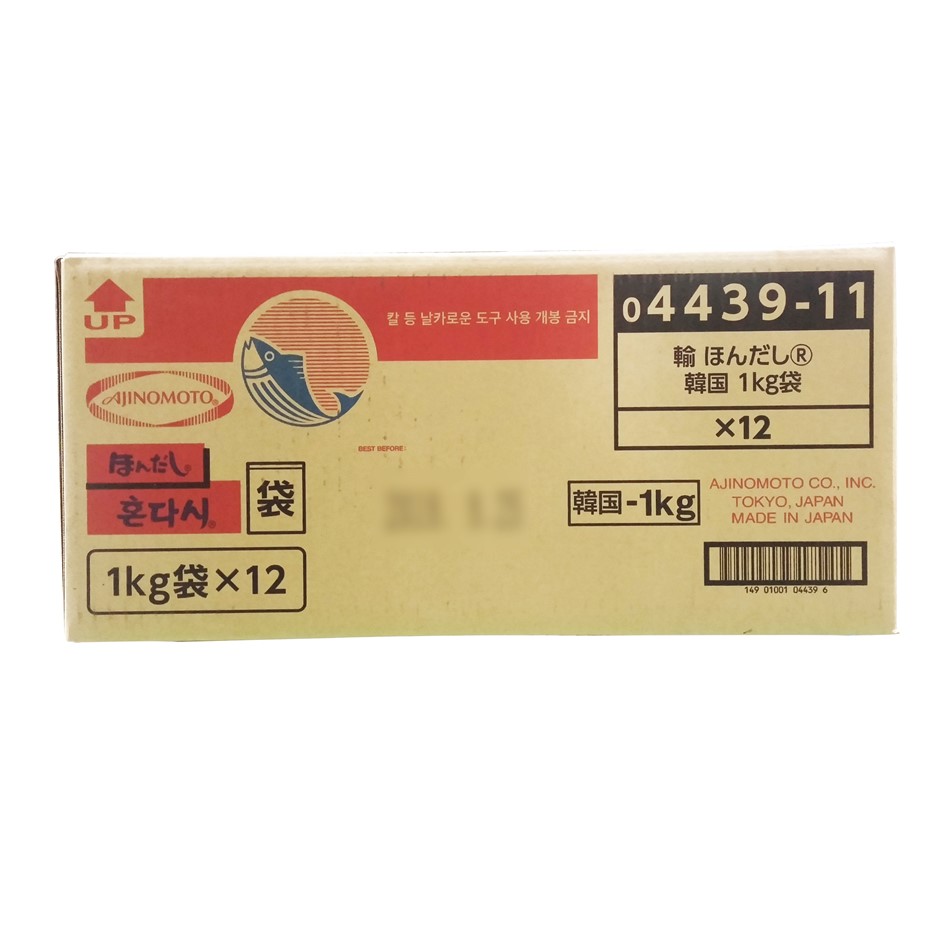 UP
칼 등 날카로운 도구 사용 개봉 금지
04439-11
輸 ほんだし®
韓国 1kg袋
×12
AJINOMOTO®
BEST BEFORE:
ほんだし®
혼다시®
袋
韓国-1kg
AJINOMOTO CO., INC.
TOKYO, JAPAN
MADE IN JAPAN
1kg袋×12
149 01001 04439 6